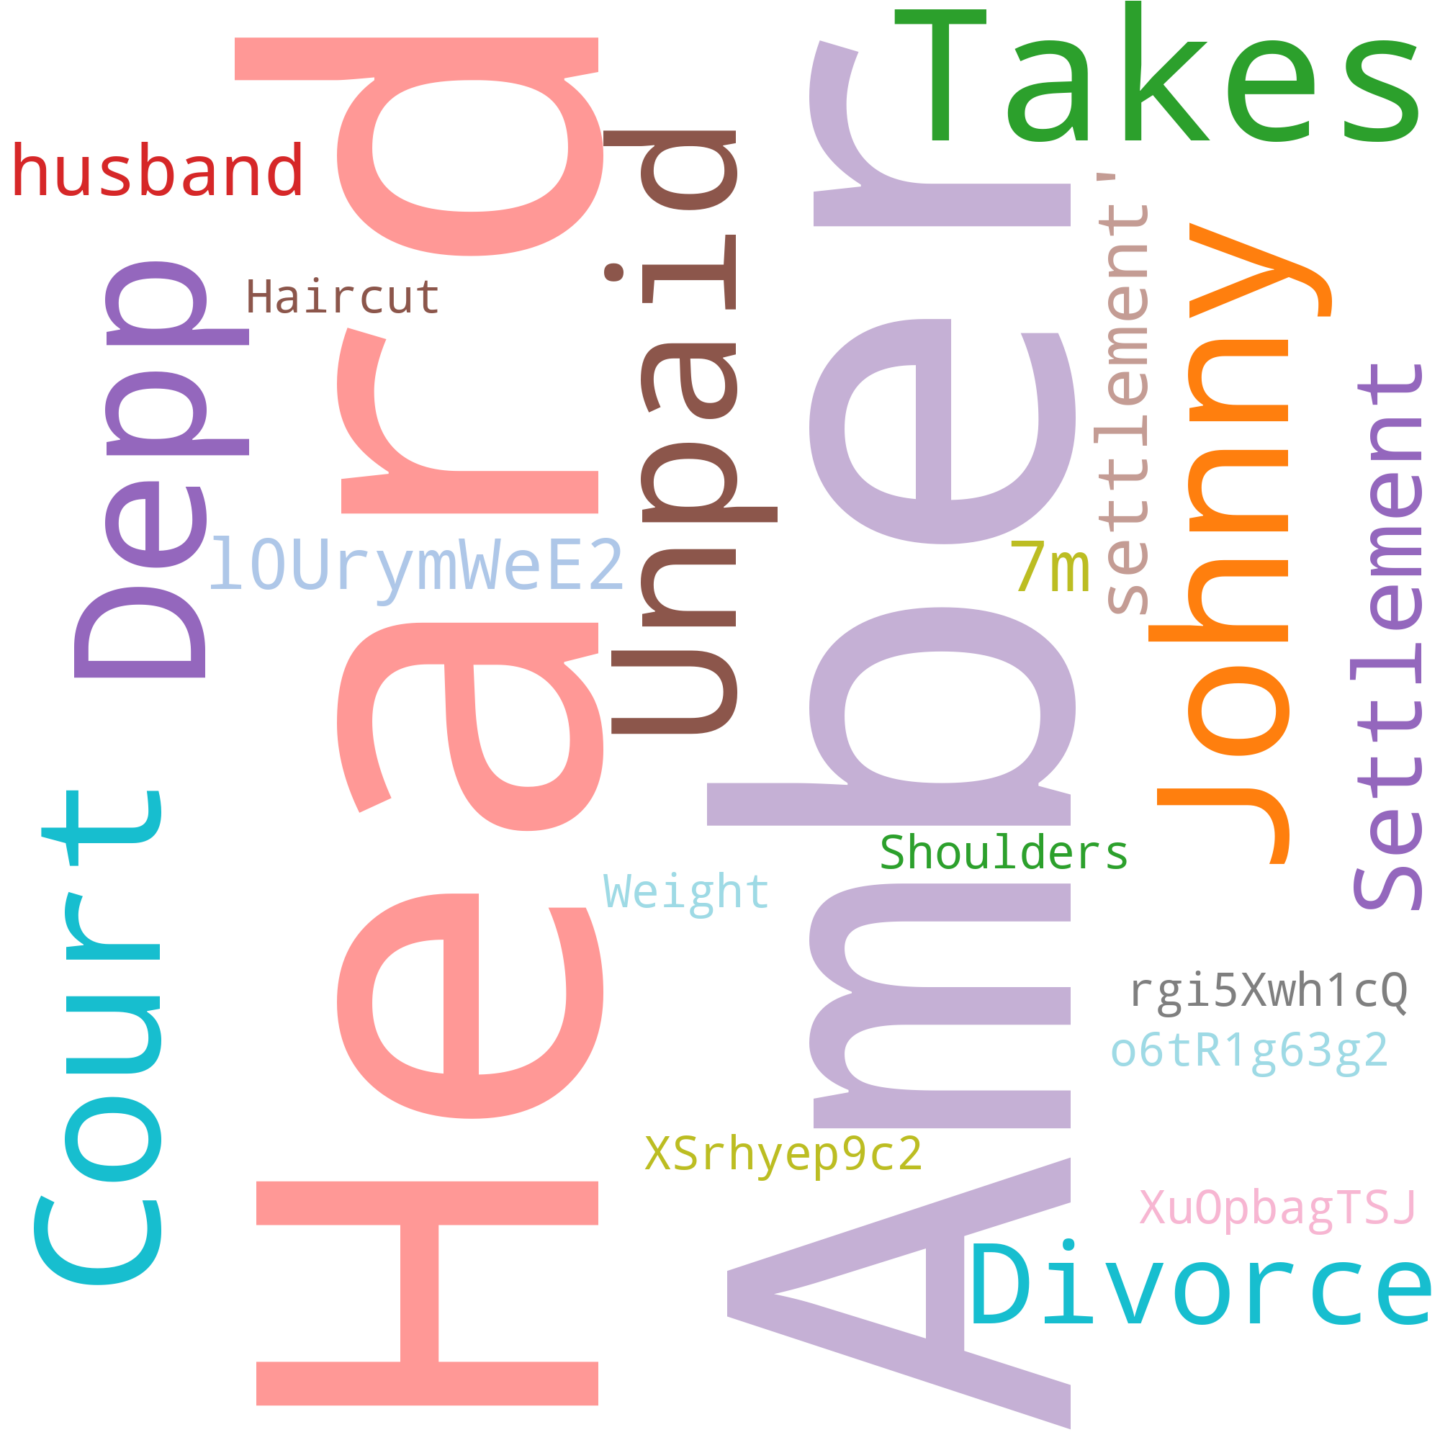 Takes
husband
Heard
Amber
Unpaid
Depp
Haircut
settlement'
Johnny
Settlement
l0UrymWeE2
7m
Court
Shoulders
Weight
rgi5Xwh1cQ
o6tR1g63g2
XSrhyep9c2
XuOpbagTSJ
Divorce